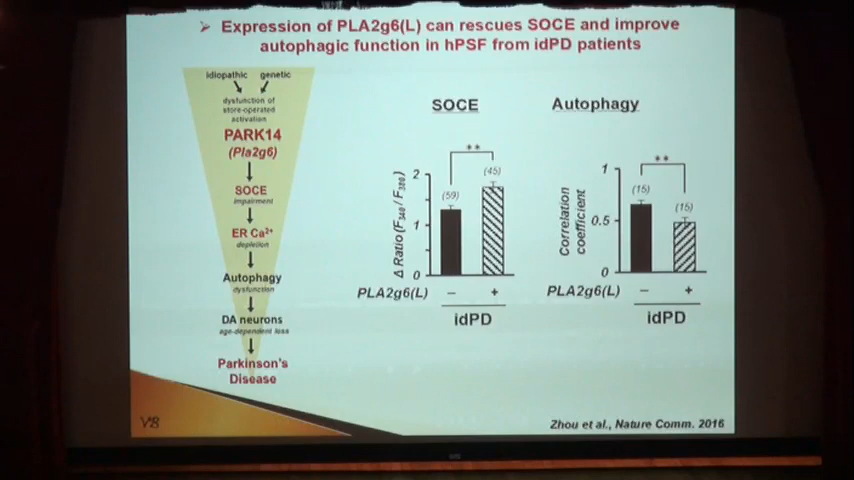 ➢ Expression of PLA2g6(L) can rescues SOCE and improve
autophagic function in hPSF from idPD patients
idiopathic genetic
dysfunction of
store-operated
activation
PARK14
(Pla2g6)
SOCE
impairment
ER Ca²⁺
depletion
Autophagy
dysfunction
DA neurons
age-dependent loss
Parkinson's
Disease
SOCE
**
2
1
0
Δ Ratio (F340 / F380)
(59)
(45)
PLA2g6(L) – +
idPD
Autophagy
**
1
0.5
0
Correlation
coefficient
(15)
(15)
PLA2g6(L) – +
idPD
V8
Zhou et al., Nature Comm. 2016